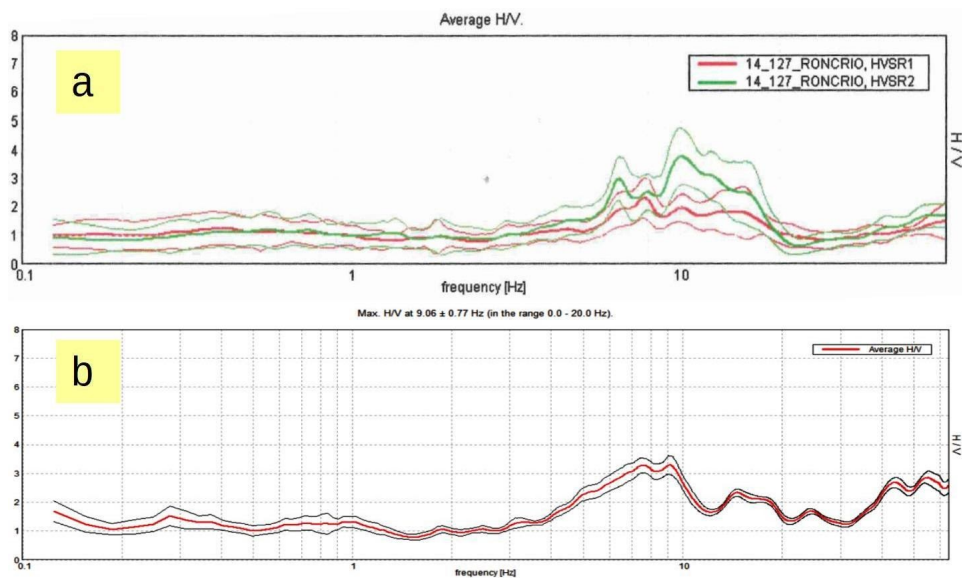 Average H/V.
8
7
6
5
4
3
2
1
0
a
14_127_RONCRIO, HVSR1
14_127_RONCRIO, HVSR2
H/V
0.1 1 10
frequency [Hz]
Max. H/V at 9.06 ± 0.77 Hz (in the range 0.0 - 20.0 Hz).
8
7
6
5
4
3
2
1
0
b
Average H/V
H/V
0.1 1 10
frequency [Hz]